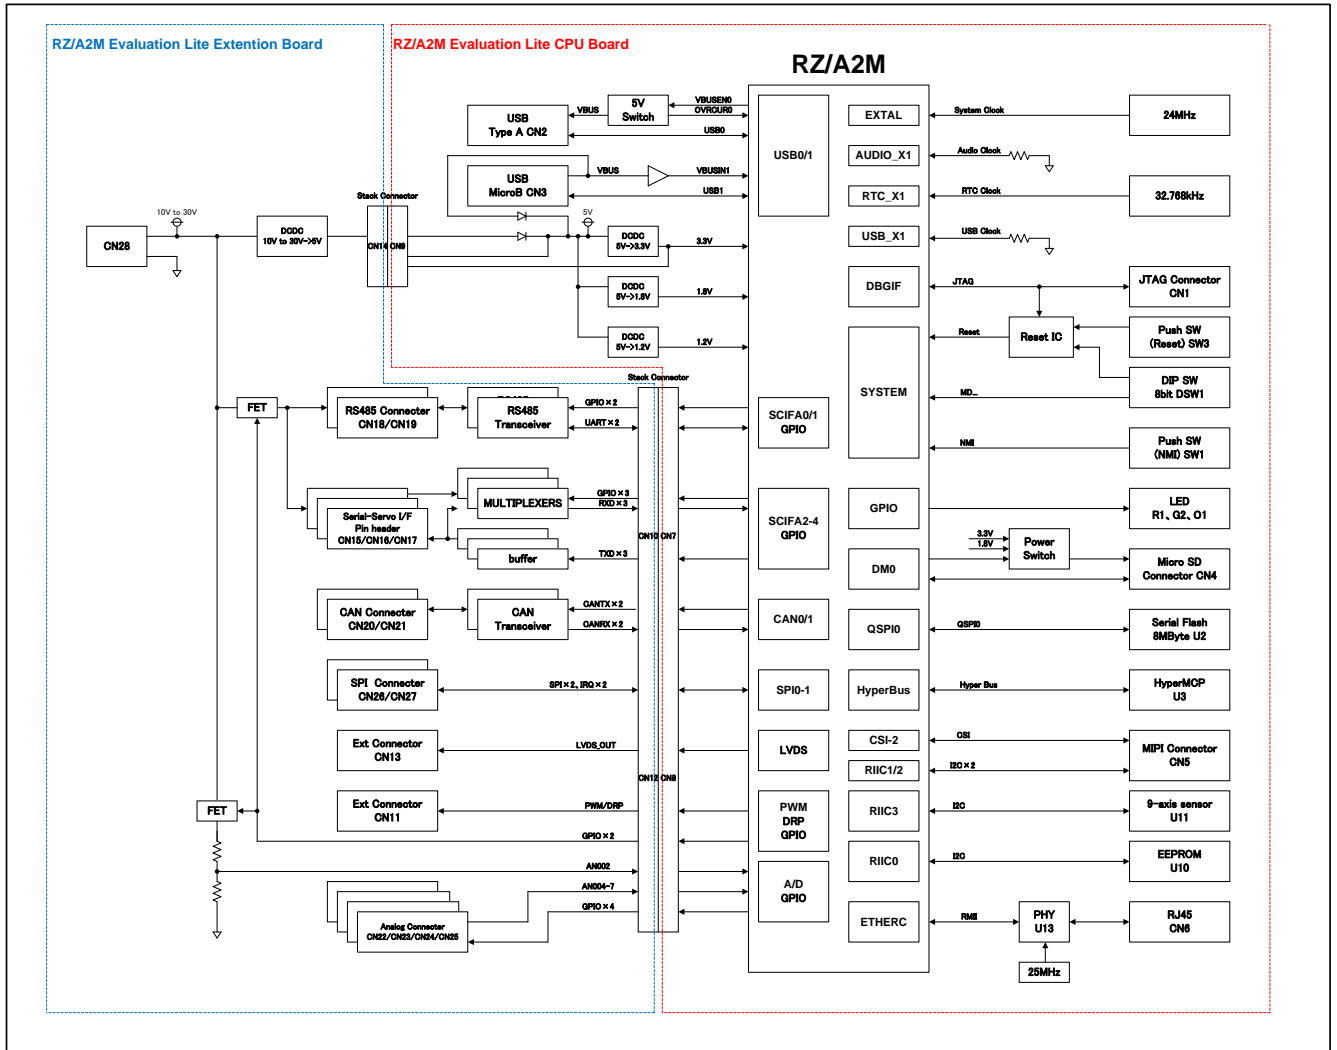 RZ/A2M Evaluation Lite Extention Board
RZ/A2M Evaluation Lite CPU Board
RZ/A2M
USB
Type A CN2
VBUS
5V
Switch
VBUSEN0
OVRCUR0
USB0
USB0/1
USB
MicroB CN3
VBUS
VBUSIN1
USB1
EXTAL
System Clock
24MHz
AUDIO_X1
Audio Clock
RTC_X1
RTC Clock
32.768kHz
USB_X1
USB Clock
Stack Connector
10V to 30V
CN28
DCDC
10V to 30V->5V
CN14
CN9
5V
DCDC
5V->3.3V
3.3V
DCDC
5V->1.8V
1.8V
DCDC
5V->1.2V
1.2V
DBGIF
JTAG
JTAG Connector
CN1
SYSTEM
Reset
Reset IC
Push SW
(Reset) SW3
DIP SW
8bit DSW1
MD_
NMI
Push SW
(NMI) SW1
Stack Connector
FET
RS485 Connecter
CN18/CN19
RS485
Transceiver
GPIO×2
UART×2
SCIFA0/1
GPIO
Serial-Servo I/F
Pin header
CN15/CN16/CN17
MULTIPLEXERS
GPIO×3
RXD×3
buffer
TXD×3
CN10
CN7
SCIFA2-4
GPIO
GPIO
LED
R1、G2、O1
3.3V
1.8V
Power
Switch
DM0
Micro SD
Connector CN4
CAN Connecter
CN20/CN21
CAN
Transceiver
CANTX×2
CANRX×2
CAN0/1
QSPI0
QSPI0
Serial Flash
8MByte U2
SPI Connecter
CN26/CN27
SPI×2、IRQ×2
SPI0-1
HyperBus
Hyper Bus
HyperMCP
U3
Ext Connector
CN13
LVDS_OUT
LVDS
CSI-2
CSI
RIIC1/2
I2C×2
MIPI Connector
CN5
CN12
CN8
FET
Ext Connector
CN11
PWM/DRP
GPIO×2
PWM
DRP
GPIO
RIIC3
I2C
9-axis sensor
U11
AN002
RIIC0
I2C
EEPROM
U10
Analog Connecter
CN22/CN23/CN24/CN25
AN004-7
GPIO×4
A/D
GPIO
ETHERC
RMII
PHY
U13
RJ45
CN6
25MHz